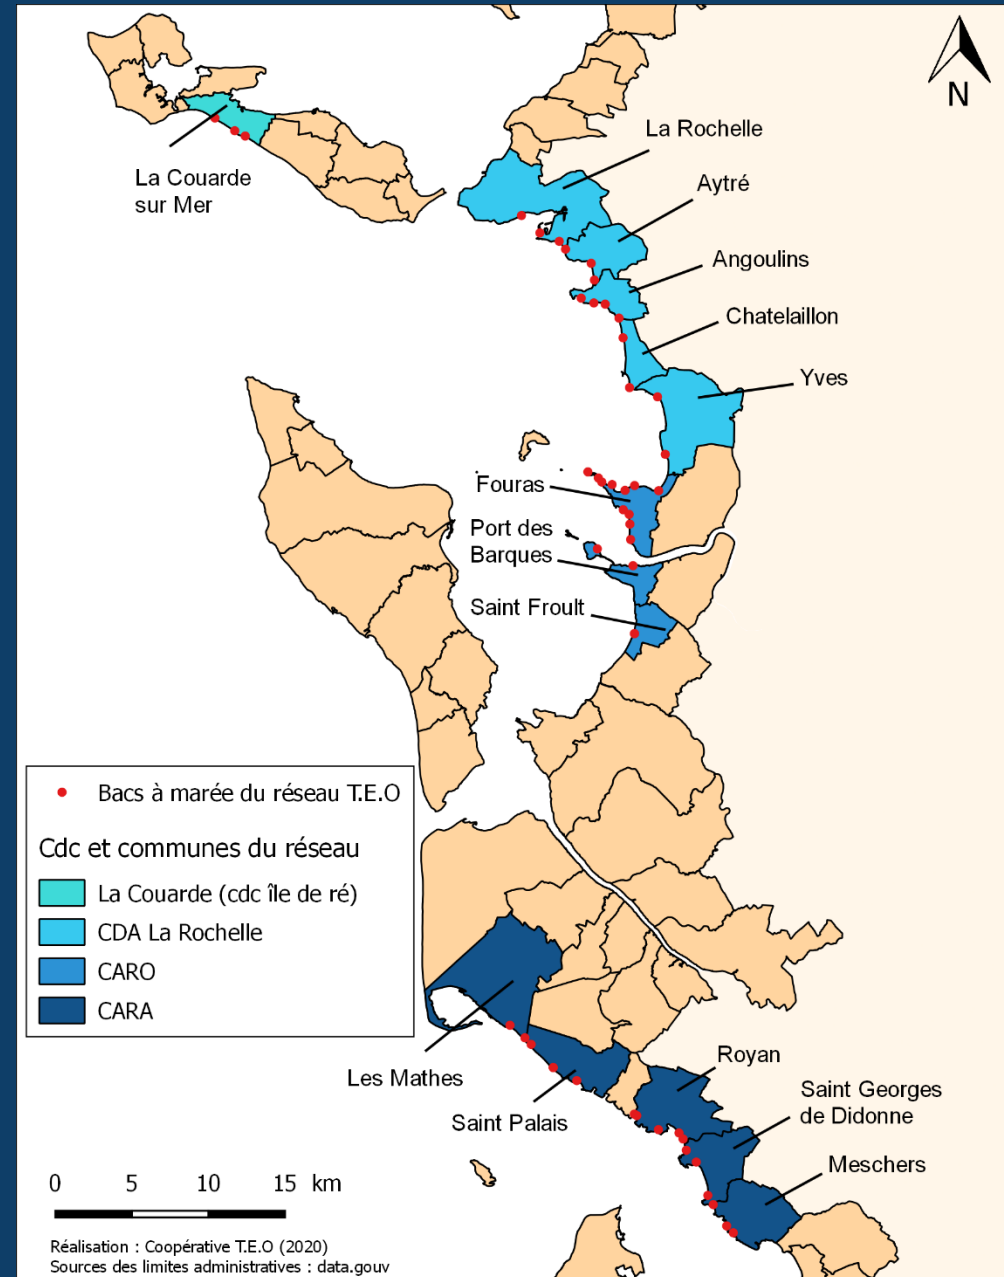 N
La Rochelle
Aytré
La Couarde
sur Mer
Angoulins
Chatelaillon
Yves
Fouras
Port des
Barques
Saint Froult
Bacs à marée du réseau T.E.O
Cdc et communes du réseau
La Couarde (cdc île de ré)
CDA La Rochelle
CARO
CARA
Les Mathes
Saint Palais
Royan
Saint Georges
de Didonne
Meschers
0 5 10 15 km
Réalisation : Coopérative T.E.O (2020)
Sources des limites administratives : data.gouv